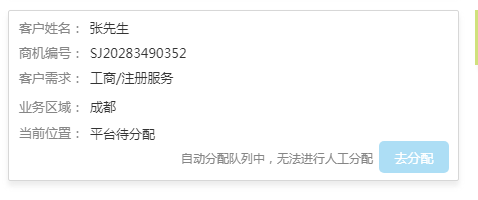 客户姓名： 张先生
商机编号： SJ20283490352
客户需求： 工商/注册服务
业务区域： 成都
当前位置： 平台待分配
自动分配队列中，无法进行人工分配 去分配